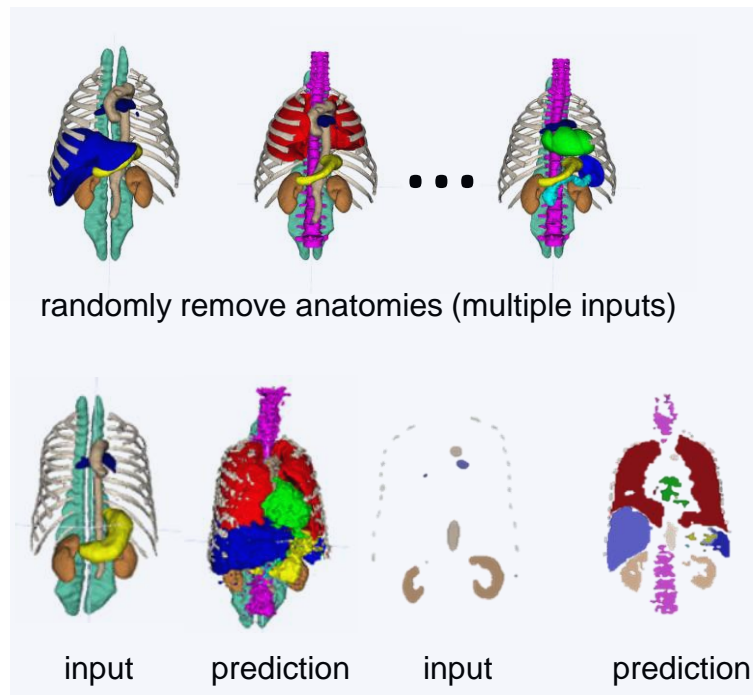 randomly remove anatomies (multiple inputs)
input prediction input prediction